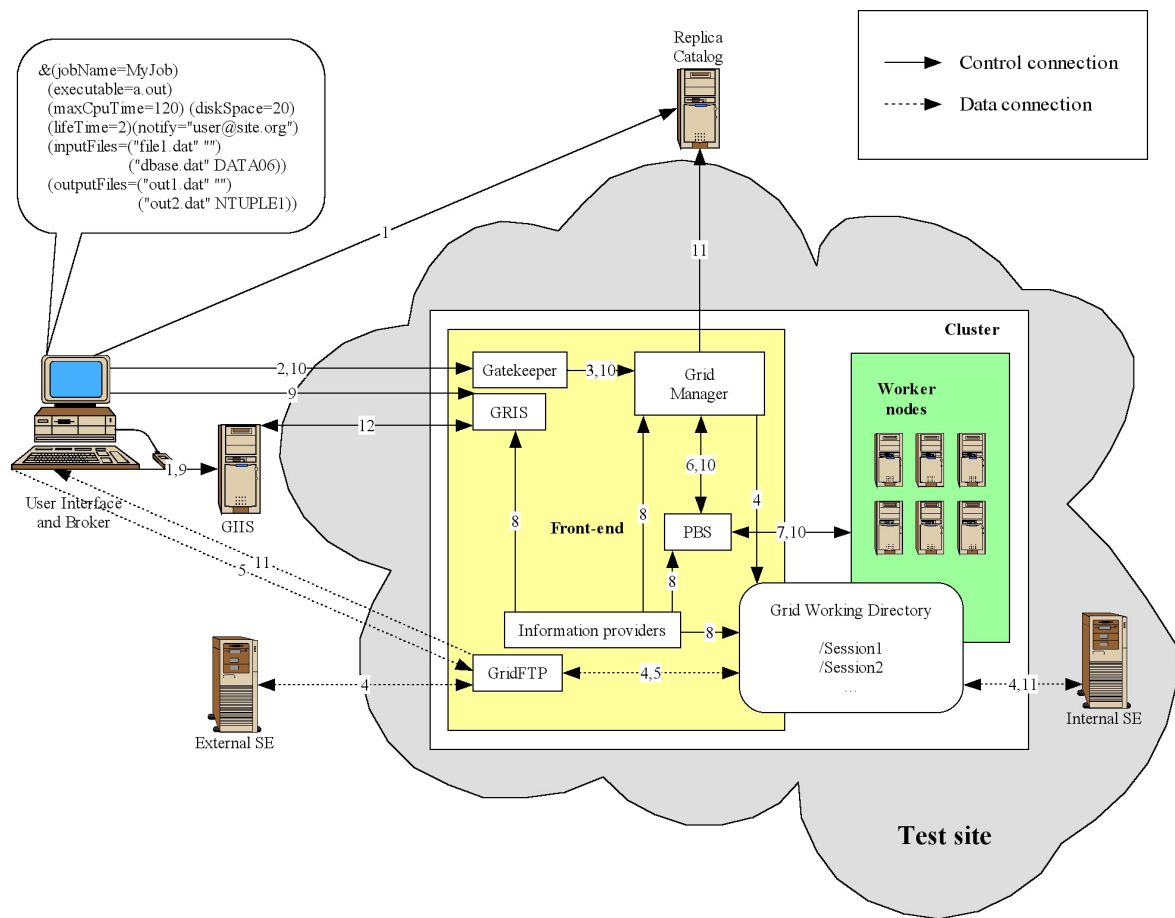 &(jobName=MyJob)
(executable=a.out)
(maxCpuTime=120) (diskSpace=20)
(lifeTime=2)(notify="user@site.org")
(inputFiles=("file1.dat" "")
("dbase.dat" DATA06))
(outputFiles=("out1.dat" "")
("out2.dat" NTUPLE1))
Replica
Catalog
Control connection
Data connection
1
11
Cluster
2,10
Gatekeeper
3,10
Grid
Manager
Worker
nodes
9
GRIS
12
1,9
User Interface
and Broker
GIIS
6,10
4
8
Front-end
8
PBS
7,10
8
11
5
Information providers
8
Grid Working Directory
/Session1
/Session2
...
GridFTP
4,5
4
4,11
External SE
Internal SE
Test site